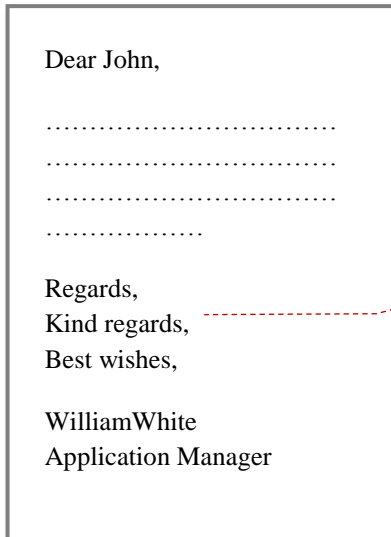 Dear John,
……………………………
……………………………
……………………………
………………
Regards,
Kind regards,
Best wishes,
WilliamWhite
Application Manager